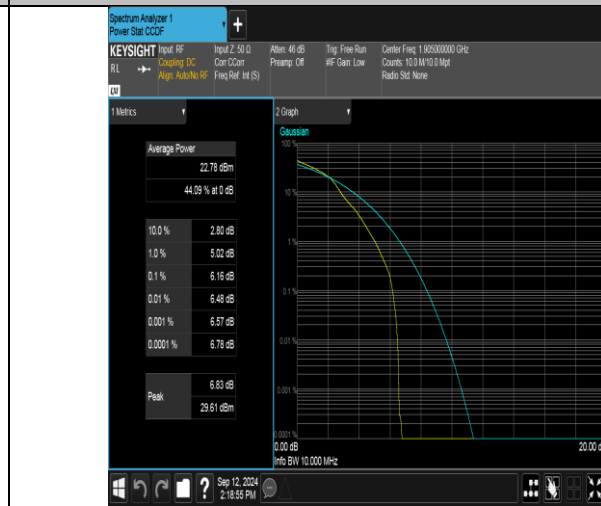 Spectrum Analyzer 1
Power Stat CCDF
+
KEYSIGHT
RL
LXI
Input: RF
Coupling: DC
Align: Auto/No RF
Input Z: 50 Ω
Corr CCorr
Freq Ref: Int (S)
Atten: 46 dB
Preamp: Off
Trig: Free Run
#IF Gain: Low
Center Freq: 1.905000000 GHz
Counts: 10.0 M/10.0 Mpt
Radio Std: None
1 Metrics
Average Power
22.78 dBm
44.09 % at 0 dB
10.0 % 2.80 dB
1.0 % 5.02 dB
0.1 % 6.16 dB
0.01 % 6.48 dB
0.001 % 6.57 dB
0.0001 % 6.78 dB
Peak
6.83 dB
29.61 dBm
2 Graph
Gaussian
100 %
10 %
1 %
0.1 %
0.01 %
0.001 %
0.0001 %
0.00 dB
20.00 d
Info BW 10.000 MHz
?
Sep 12, 2024
2:18:55 PM